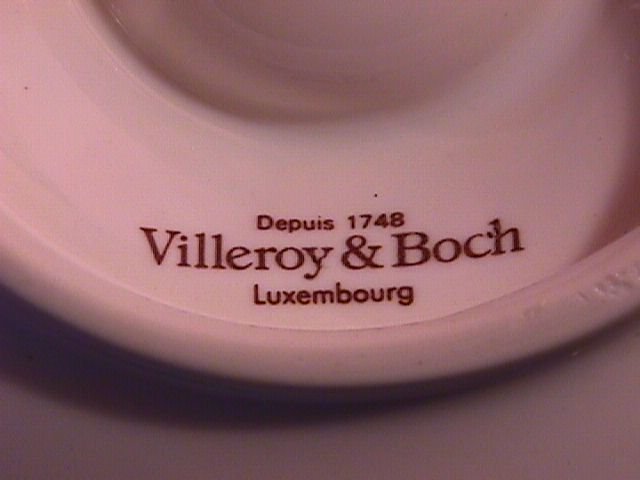 Depuis 1748
Villeroy & Boch
Luxembourg